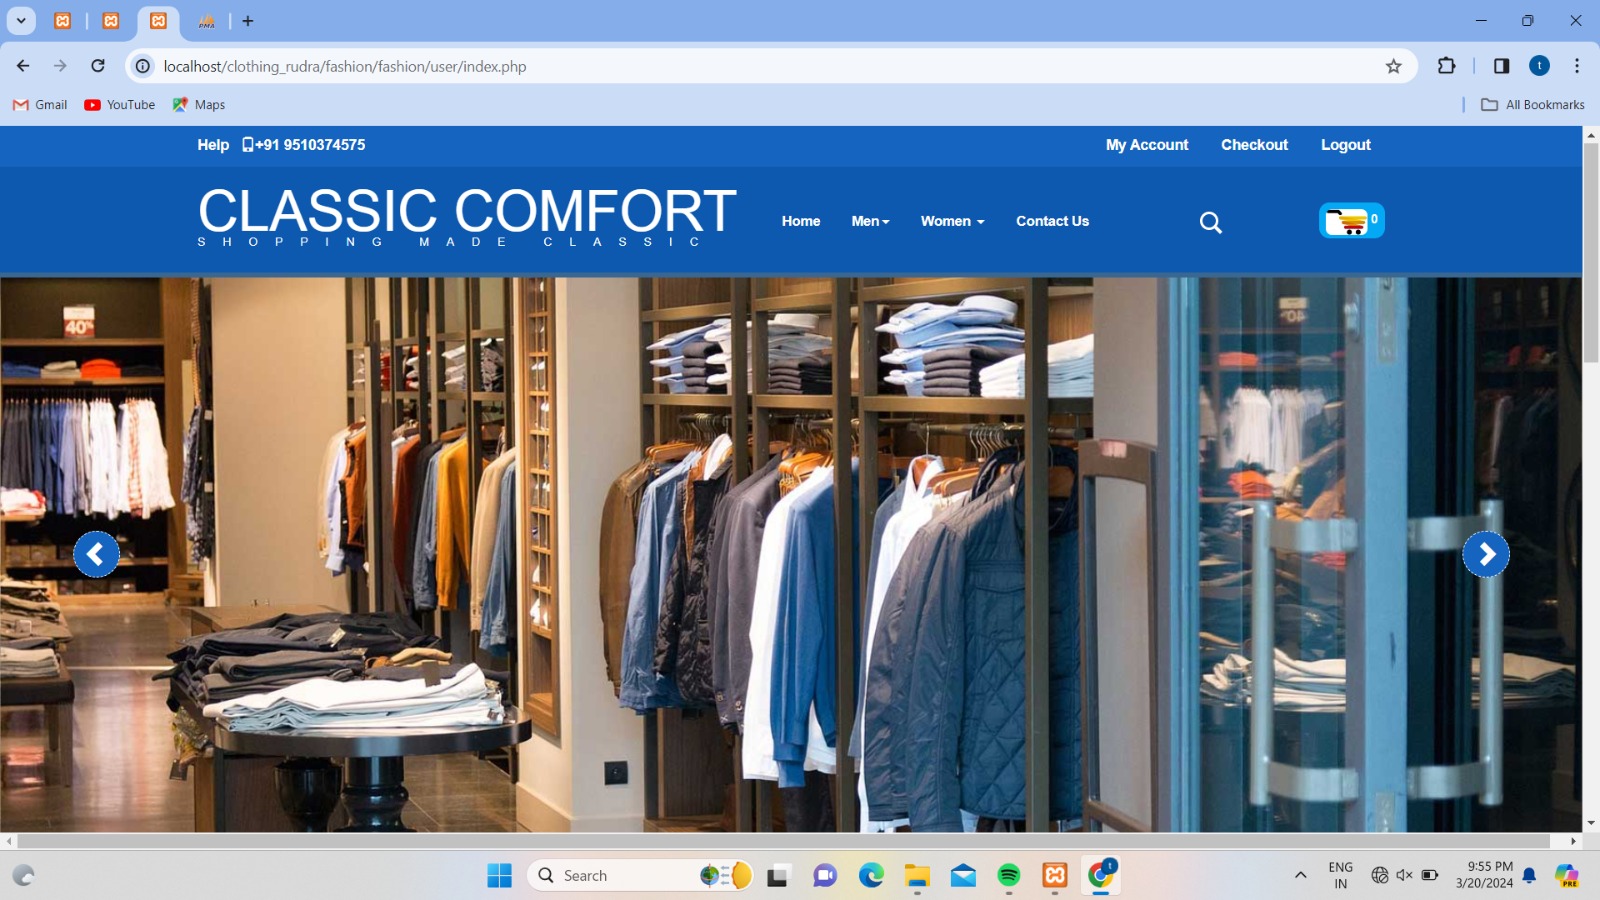 localhost/clothing_rudra/fashion/fashion/user/index.php
Gmail YouTube Maps All Bookmarks
Help +91 9510374575 My Account Checkout Logout
CLASSIC COMFORT
SHOPPING MADE CLASSIC
Home Men Women Contact Us 0
40%
Search
ENG
IN
9:55 PM
3/20/2024
PRE
PMA
t
t